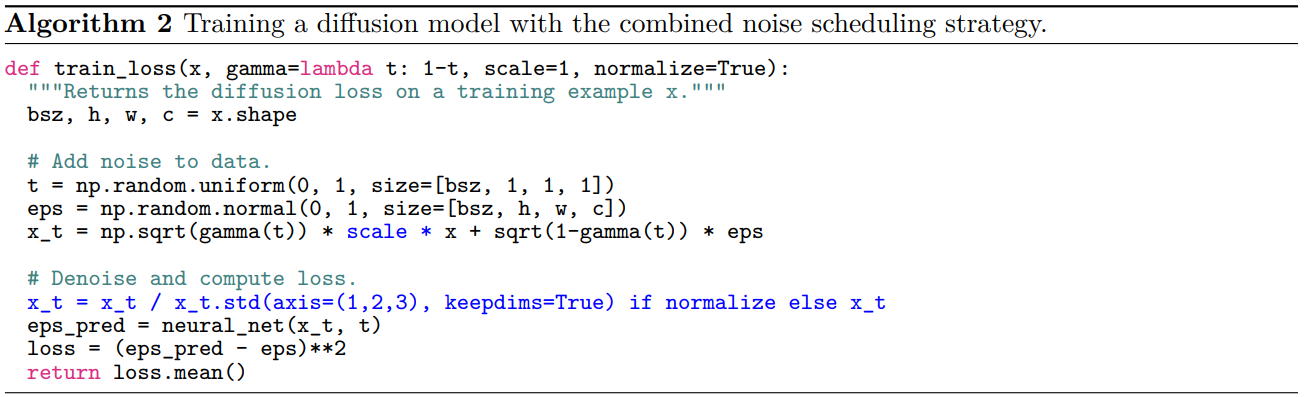 Algorithm 2 Training a diffusion model with the combined noise scheduling strategy.
def train_loss(x, gamma=lambda t: 1-t, scale=1, normalize=True):
  """Returns the diffusion loss on a training example x."""
  bsz, h, w, c = x.shape

  # Add noise to data.
  t = np.random.uniform(0, 1, size=[bsz, 1, 1, 1])
  eps = np.random.normal(0, 1, size=[bsz, h, w, c])
  x_t = np.sqrt(gamma(t)) * scale * x + sqrt(1-gamma(t)) * eps

  # Denoise and compute loss.
  x_t = x_t / x_t.std(axis=(1,2,3), keepdims=True) if normalize else x_t
  eps_pred = neural_net(x_t, t)
  loss = (eps_pred - eps)**2
  return loss.mean()